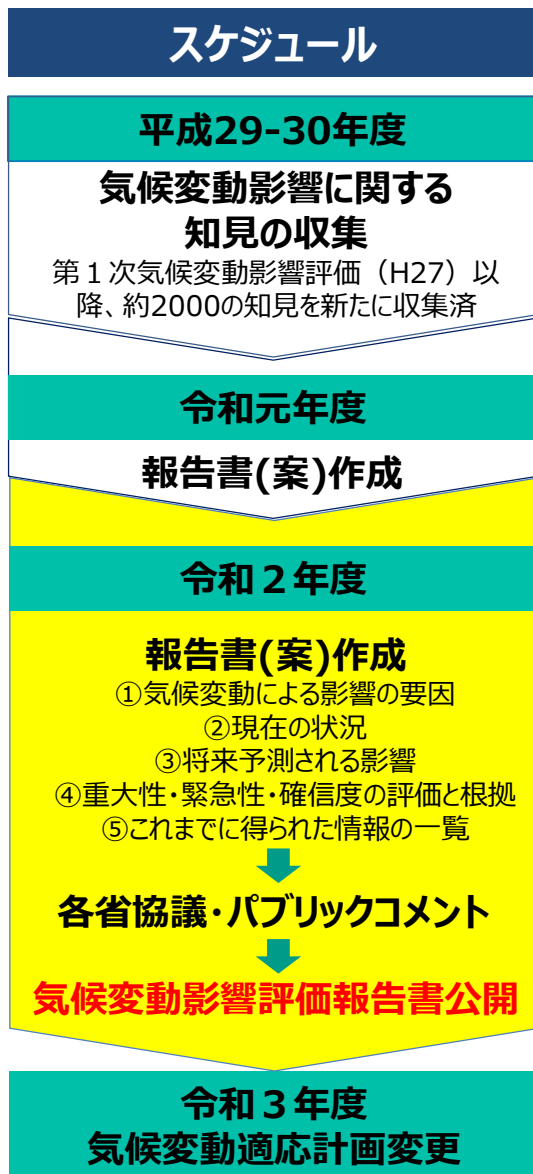 スケジュール
平成29-30年度
気候変動影響に関する
知見の収集
第１次気候変動影響評価（H27）以
降、約2000の知見を新たに収集済
令和元年度
報告書(案)作成
令和２年度
報告書(案)作成
①気候変動による影響の要因
②現在の状況
③将来予測される影響
④重大性・緊急性・確信度の評価と根拠
⑤これまでに得られた情報の一覧
各省協議・パブリックコメント
気候変動影響評価報告書公開
令和３年度
気候変動適応計画変更